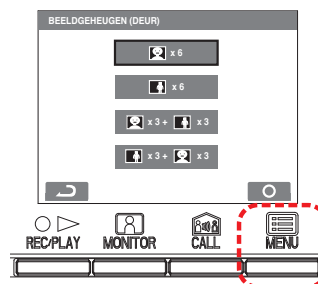 BEELDGEHEUGEN (DEUR)
x 6
x 6
x 3 + x 3
x 3 + x 3
REC/PLAY MONITOR CALL MENU